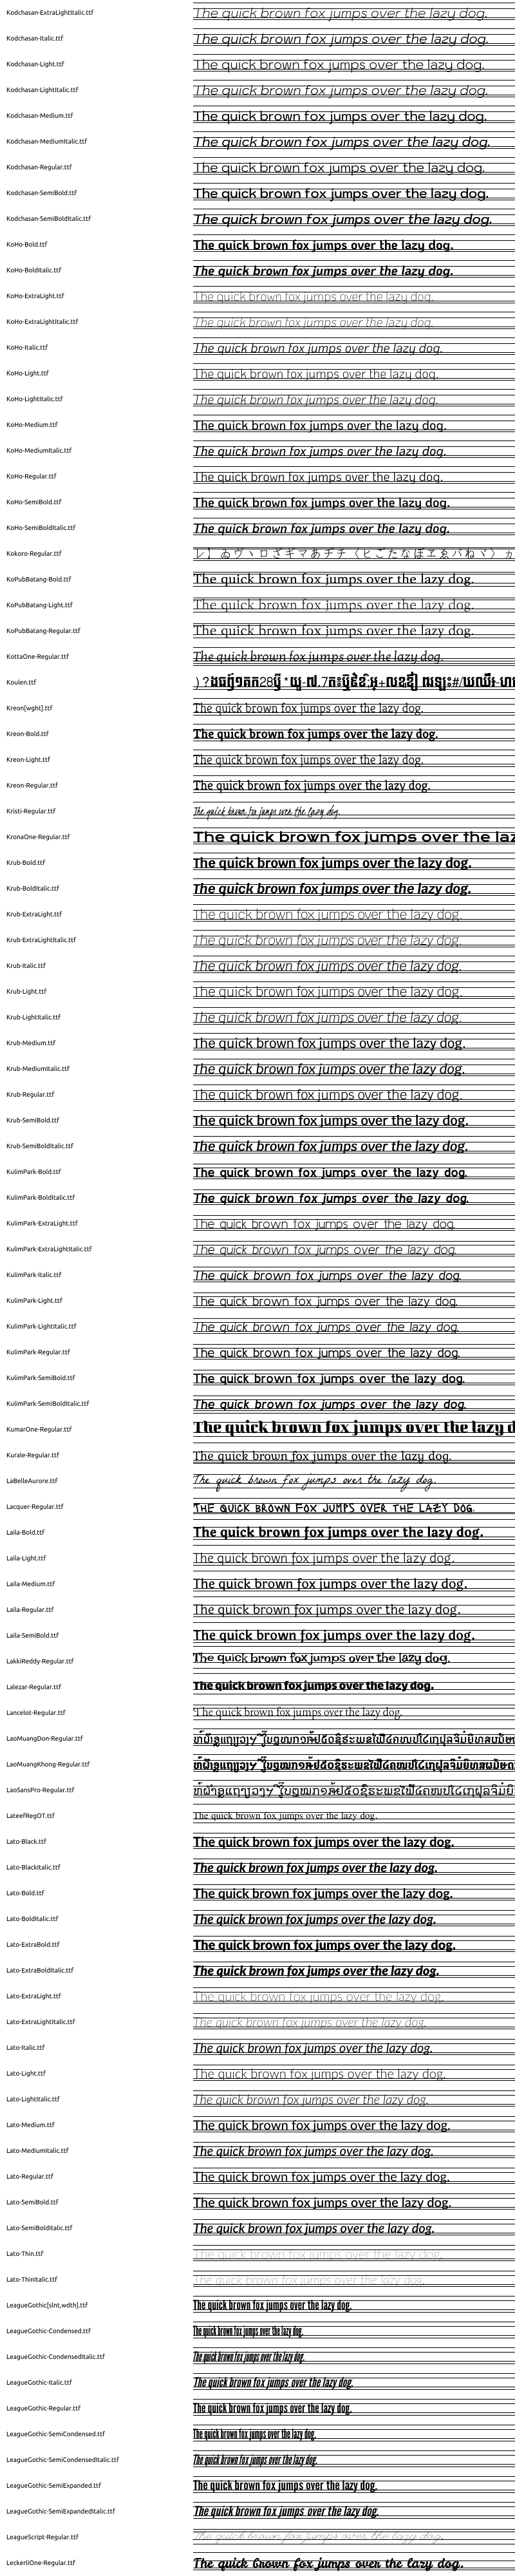 Kodchasan-ExtraLightItalic.ttf The quick brown fox jumps over the lazy dog.
Kodchasan-Italic.ttf The quick brown fox jumps over the lazy dog.
Kodchasan-Light.ttf The quick brown fox jumps over the lazy dog.
Kodchasan-LightItalic.ttf The quick brown fox jumps over the lazy dog.
Kodchasan-Medium.ttf The quick brown fox jumps over the lazy dog.
Kodchasan-MediumItalic.ttf The quick brown fox jumps over the lazy dog.
Kodchasan-Regular.ttf The quick brown fox jumps over the lazy dog.
Kodchasan-SemiBold.ttf The quick brown fox jumps over the lazy dog.
Kodchasan-SemiBoldItalic.ttf The quick brown fox jumps over the lazy dog.
KoHo-Bold.ttf The quick brown fox jumps over the lazy dog.
KoHo-BoldItalic.ttf The quick brown fox jumps over the lazy dog.
KoHo-ExtraLight.ttf The quick brown fox jumps over the lazy dog.
KoHo-ExtraLightItalic.ttf The quick brown fox jumps over the lazy dog.
KoHo-Italic.ttf The quick brown fox jumps over the lazy dog.
KoHo-Light.ttf The quick brown fox jumps over the lazy dog.
KoHo-LightItalic.ttf The quick brown fox jumps over the lazy dog.
KoHo-Medium.ttf The quick brown fox jumps over the lazy dog.
KoHo-MediumItalic.ttf The quick brown fox jumps over the lazy dog.
KoHo-Regular.ttf The quick brown fox jumps over the lazy dog.
KoHo-SemiBold.ttf The quick brown fox jumps over the lazy dog.
KoHo-SemiBoldItalic.ttf The quick brown fox jumps over the lazy dog.
Kokoro-Regular.ttf レ】ゐヴヽロざギマあヂチ〈ヒごたなぼヱゑパねヾ〉カ
KoPubBatang-Bold.ttf The quick brown fox jumps over the lazy dog.
KoPubBatang-Light.ttf The quick brown fox jumps over the lazy dog.
KoPubBatang-Regular.ttf The quick brown fox jumps over the lazy dog.
KottaOne-Regular.ttf The quick brown fox jumps over the lazy dog.
Koulen.ttf
Kreon[wght].ttf The quick brown fox jumps over the lazy dog.
Kreon-Bold.ttf The quick brown fox jumps over the lazy dog.
Kreon-Light.ttf The quick brown fox jumps over the lazy dog.
Kreon-Regular.ttf The quick brown fox jumps over the lazy dog.
Kristi-Regular.ttf The quick brown fox jumps over the lazy dog.
KronaOne-Regular.ttf The quick brown fox jumps over the laz
Krub-Bold.ttf The quick brown fox jumps over the lazy dog.
Krub-BoldItalic.ttf The quick brown fox jumps over the lazy dog.
Krub-ExtraLight.ttf The quick brown fox jumps over the lazy dog.
Krub-ExtraLightItalic.ttf The quick brown fox jumps over the lazy dog.
Krub-Italic.ttf The quick brown fox jumps over the lazy dog.
Krub-Light.ttf The quick brown fox jumps over the lazy dog.
Krub-LightItalic.ttf The quick brown fox jumps over the lazy dog.
Krub-Medium.ttf The quick brown fox jumps over the lazy dog.
Krub-MediumItalic.ttf The quick brown fox jumps over the lazy dog.
Krub-Regular.ttf The quick brown fox jumps over the lazy dog.
Krub-SemiBold.ttf The quick brown fox jumps over the lazy dog.
Krub-SemiBoldItalic.ttf The quick brown fox jumps over the lazy dog.
KulimPark-Bold.ttf The quick brown fox jumps over the lazy dog.
KulimPark-BoldItalic.ttf The quick brown fox jumps over the lazy dog.
KulimPark-ExtraLight.ttf The quick brown fox jumps over the lazy dog.
KulimPark-ExtraLightItalic.ttf The quick brown fox jumps over the lazy dog.
KulimPark-Italic.ttf The quick brown fox jumps over the lazy dog.
KulimPark-Light.ttf The quick brown fox jumps over the lazy dog.
KulimPark-LightItalic.ttf The quick brown fox jumps over the lazy dog.
KulimPark-Regular.ttf The quick brown fox jumps over the lazy dog.
KulimPark-SemiBold.ttf The quick brown fox jumps over the lazy dog.
KulimPark-SemiBoldItalic.ttf The quick brown fox jumps over the lazy dog.
KumarOne-Regular.ttf The quick brown fox jumps over the lazy d
Kurale-Regular.ttf The quick brown fox jumps over the lazy dog.
LaBelleAurore.ttf The quick brown fox jumps over the lazy dog.
Lacquer-Regular.ttf THE QUICK BROWN FOX JUMPS OVER THE LAZY DOG.
Laila-Bold.ttf The quick brown fox jumps over the lazy dog.
Laila-Light.ttf The quick brown fox jumps over the lazy dog.
Laila-Medium.ttf The quick brown fox jumps over the lazy dog.
Laila-Regular.ttf The quick brown fox jumps over the lazy dog.
Laila-SemiBold.ttf The quick brown fox jumps over the lazy dog.
LakkiReddy-Regular.ttf The quick brown fox jumps over the lazy dog.
Lalezar-Regular.ttf The quick brown fox jumps over the lazy dog.
Lancelot-Regular.ttf The quick brown fox jumps over the lazy dog.
LaoMuangDon-Regular.ttf
LaoMuangKhong-Regular.ttf
LaoSansPro-Regular.ttf
LateefRegOT.ttf The quick brown fox jumps over the lazy dog.
Lato-Black.ttf The quick brown fox jumps over the lazy dog.
Lato-BlackItalic.ttf The quick brown fox jumps over the lazy dog.
Lato-Bold.ttf The quick brown fox jumps over the lazy dog.
Lato-BoldItalic.ttf The quick brown fox jumps over the lazy dog.
Lato-ExtraBold.ttf The quick brown fox jumps over the lazy dog.
Lato-ExtraBoldItalic.ttf The quick brown fox jumps over the lazy dog.
Lato-ExtraLight.ttf The quick brown fox jumps over the lazy dog.
Lato-ExtraLightItalic.ttf The quick brown fox jumps over the lazy dog.
Lato-Italic.ttf The quick brown fox jumps over the lazy dog.
Lato-Light.ttf The quick brown fox jumps over the lazy dog.
Lato-LightItalic.ttf The quick brown fox jumps over the lazy dog.
Lato-Medium.ttf The quick brown fox jumps over the lazy dog.
Lato-MediumItalic.ttf The quick brown fox jumps over the lazy dog.
Lato-Regular.ttf The quick brown fox jumps over the lazy dog.
Lato-SemiBold.ttf The quick brown fox jumps over the lazy dog.
Lato-SemiBoldItalic.ttf The quick brown fox jumps over the lazy dog.
Lato-Thin.ttf The quick brown fox jumps over the lazy dog.
Lato-ThinItalic.ttf The quick brown fox jumps over the lazy dog.
LeagueGothic[slnt,wdth].ttf The quick brown fox jumps over the lazy dog.
LeagueGothic-Condensed.ttf The quick brown fox jumps over the lazy dog.
LeagueGothic-CondensedItalic.ttf The quick brown fox jumps over the lazy dog.
LeagueGothic-Italic.ttf The quick brown fox jumps over the lazy dog.
LeagueGothic-Regular.ttf The quick brown fox jumps over the lazy dog.
LeagueGothic-SemiCondensed.ttf The quick brown fox jumps over the lazy dog.
LeagueGothic-SemiCondensedItalic.ttf The quick brown fox jumps over the lazy dog.
LeagueGothic-SemiExpanded.ttf The quick brown fox jumps over the lazy dog.
LeagueGothic-SemiExpandedItalic.ttf The quick brown fox jumps over the lazy dog.
LeagueScript-Regular.ttf The quick brown fox jumps over the lazy dog.
LeckerliOne-Regular.ttf The quick brown fox jumps over the lazy dog.